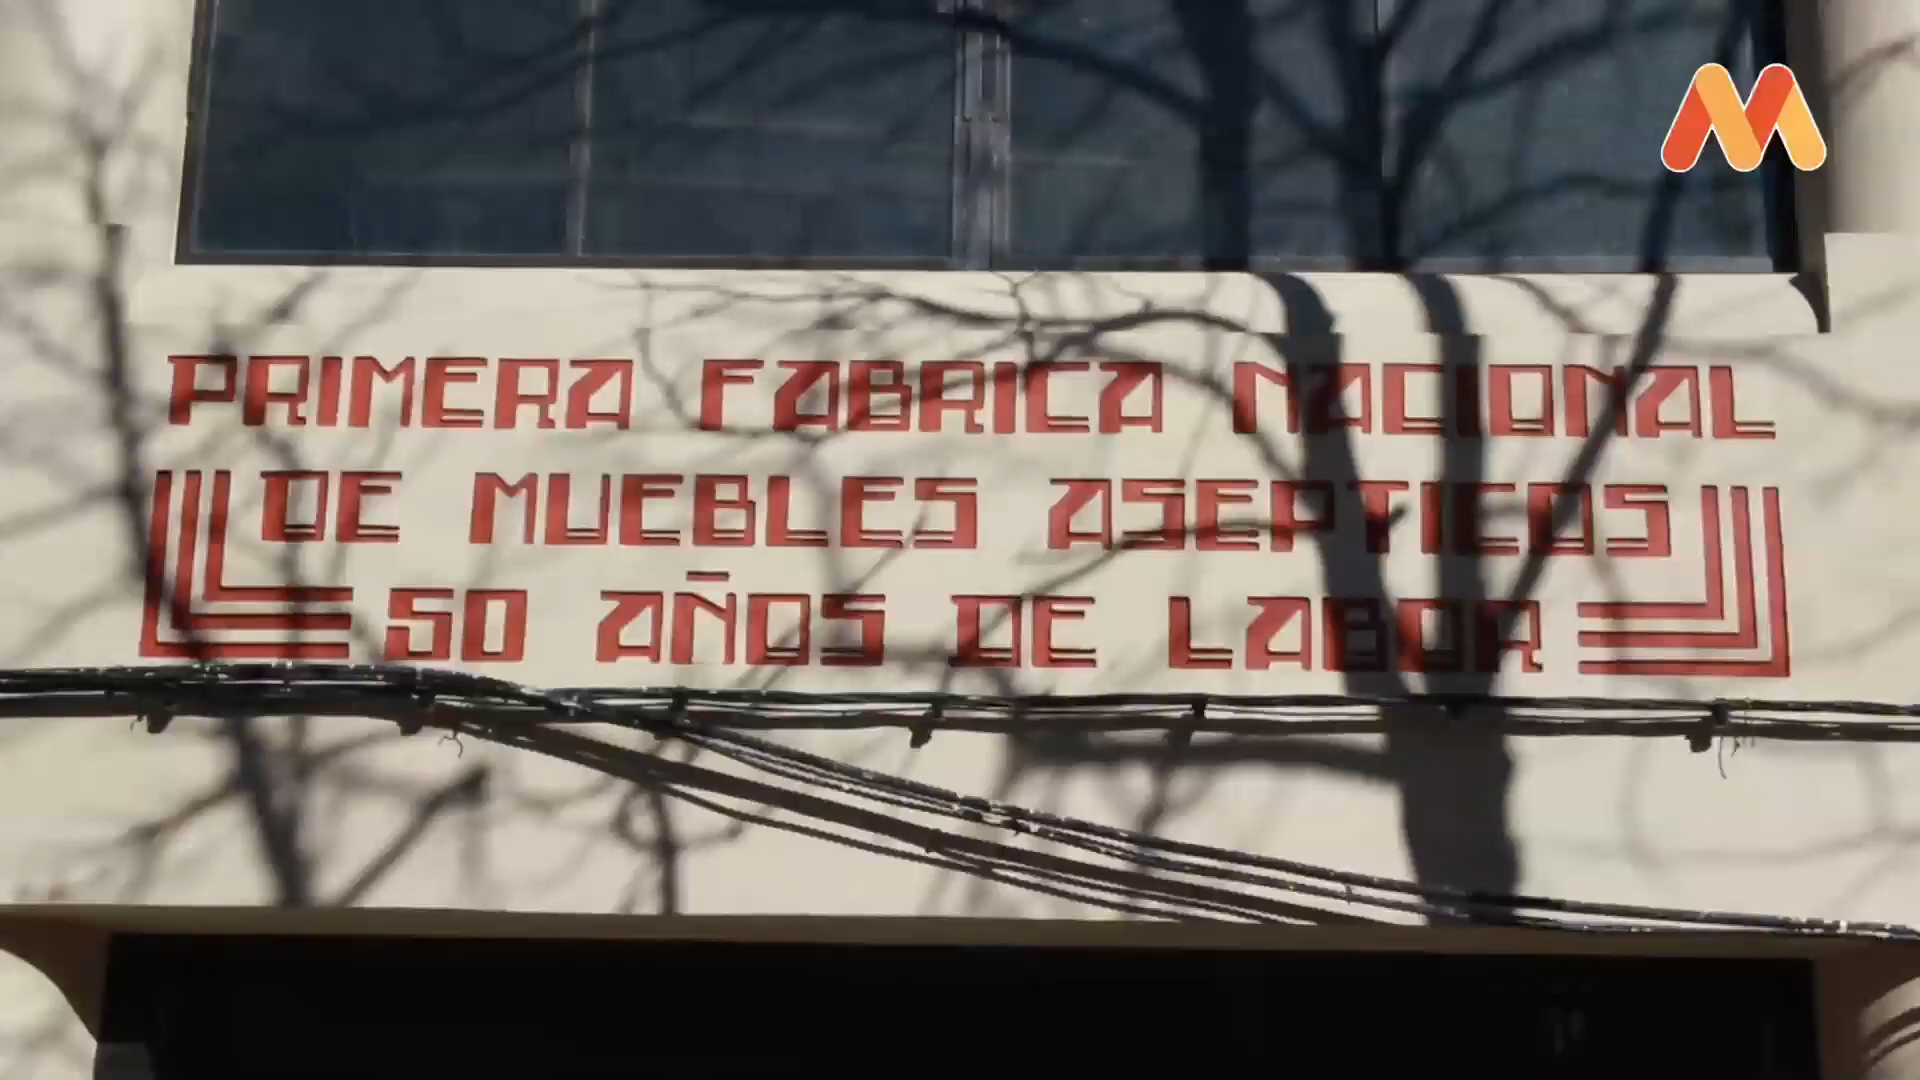 PRIMERA FABRICA NACIONAL
DE MUEBLES ASEPTICOS
50 AÑOS DE LABOR